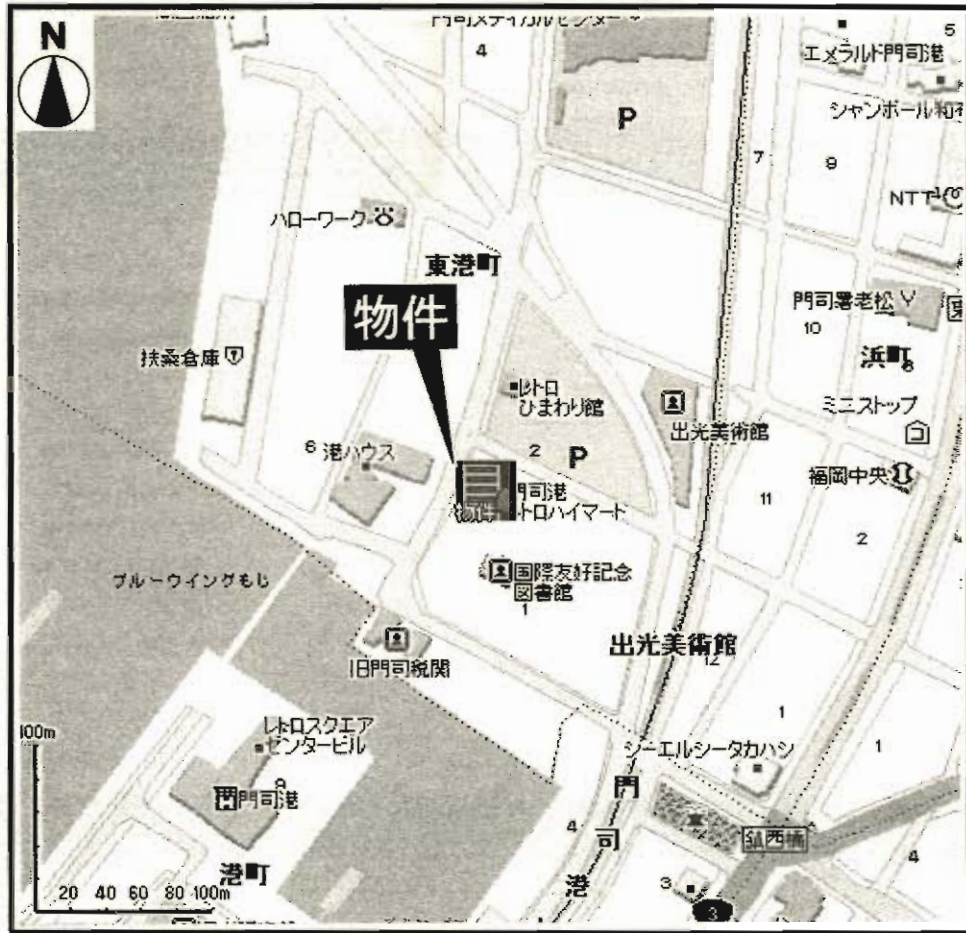 門司メディカルセンター
4
5
N
エメラルド門司港
P
シャンボール和布
7
9
NTT
ハローワーク
東港町
門司署老松
物件
10
浜町
8
扶桑倉庫
レトロ
ひまわり館
ミニストップ
出光美術館
6
港ハウス
2
P
福岡中央
11
門司港
物件
トロハイマート
2
ブルーウイングもじ
国際友好記念
図書館
1
出光美術館
12
旧門司税関
1
100m
レトロスクエア
センタービル
シーエルシータカハシ
1
9
門司港
門
4
司
鎮西橋
4
港町
港
3
20 40 60 80 100m
3